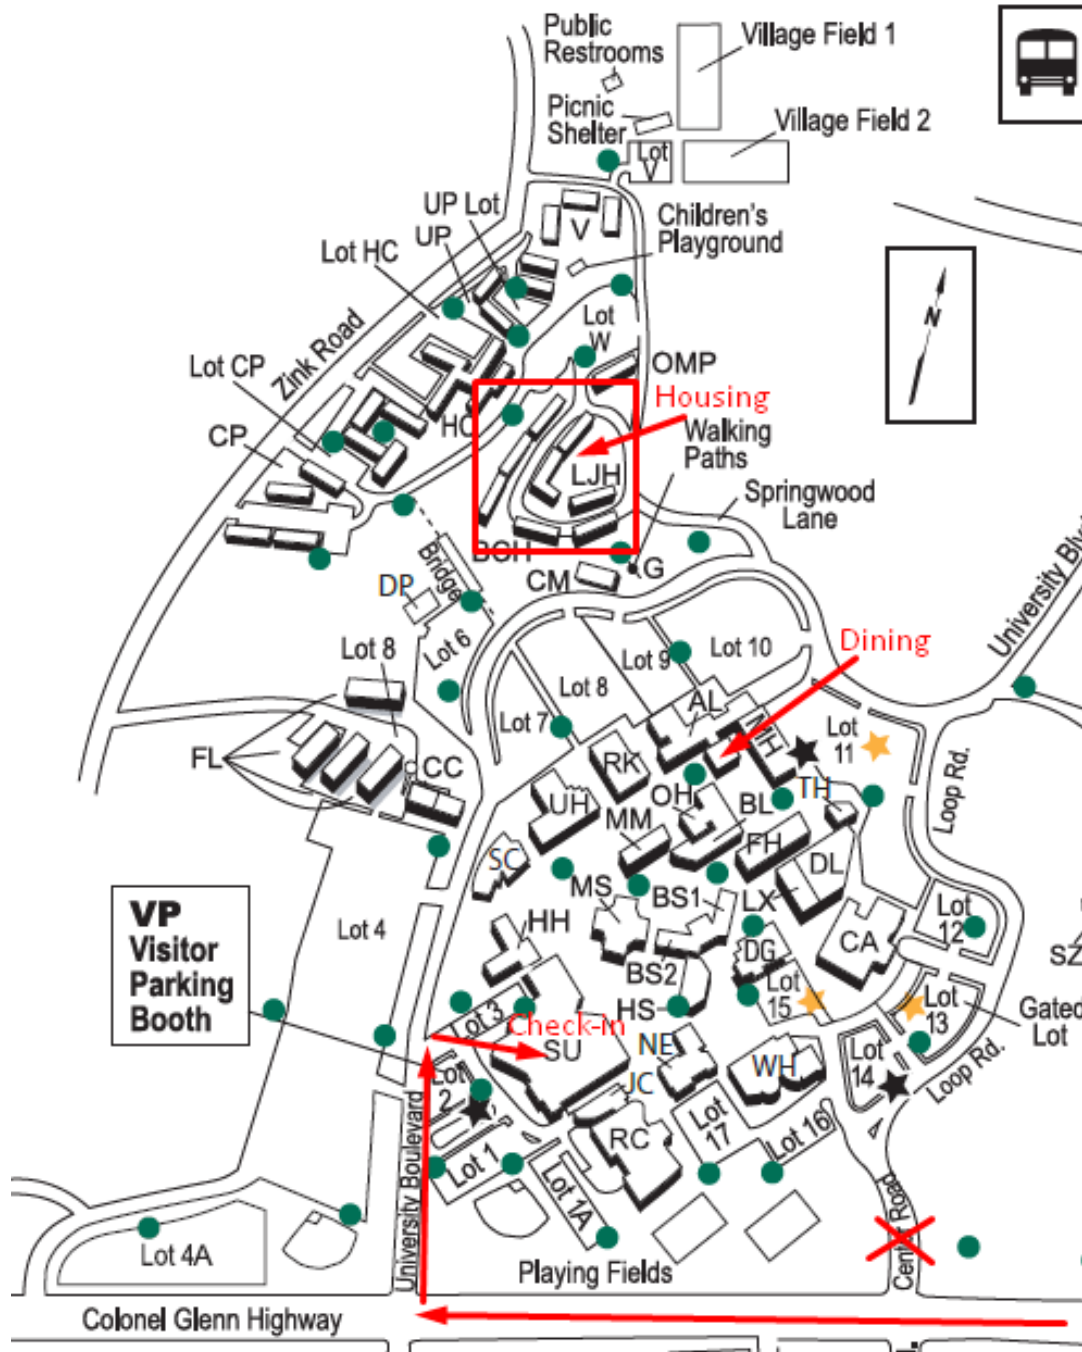 Public
Restrooms
Village Field 1
Picnic
Shelter
Village Field 2
Lot
V
UP Lot
UP
V
Children's
Playground
Lot HC
Zink Road
Lot
W
N
Lot CP
OMP
Housing
CP
HC
Walking
Paths
LJH
Springwood
Lane
BOH
CM
G
Bridge
DP
University Blv
Lot 6
Dining
Lot 8
Lot 9
Lot 10
Lot 8
Lot 7
AL
MH
Lot
11
FL
CC
RK
UH
OH
TH
BL
MM
FH
Loop Rd.
SC
DL
MS
BS1
LX
VP
Visitor
Parking
Booth
Lot 4
HH
CA
Lot
12
BS2
DG
SZ
Lot
15
Lot 3
Check-in
HS
Lot
13
Gated
Lot
SU
NE
WH
Lot
14
Loop Rd.
Lot
2
JC
RC
Lot
17
Lot 16
Lot 1
Lot 1A
University Boulevard
Center Road
Lot 4A
Playing Fields
Colonel Glenn Highway